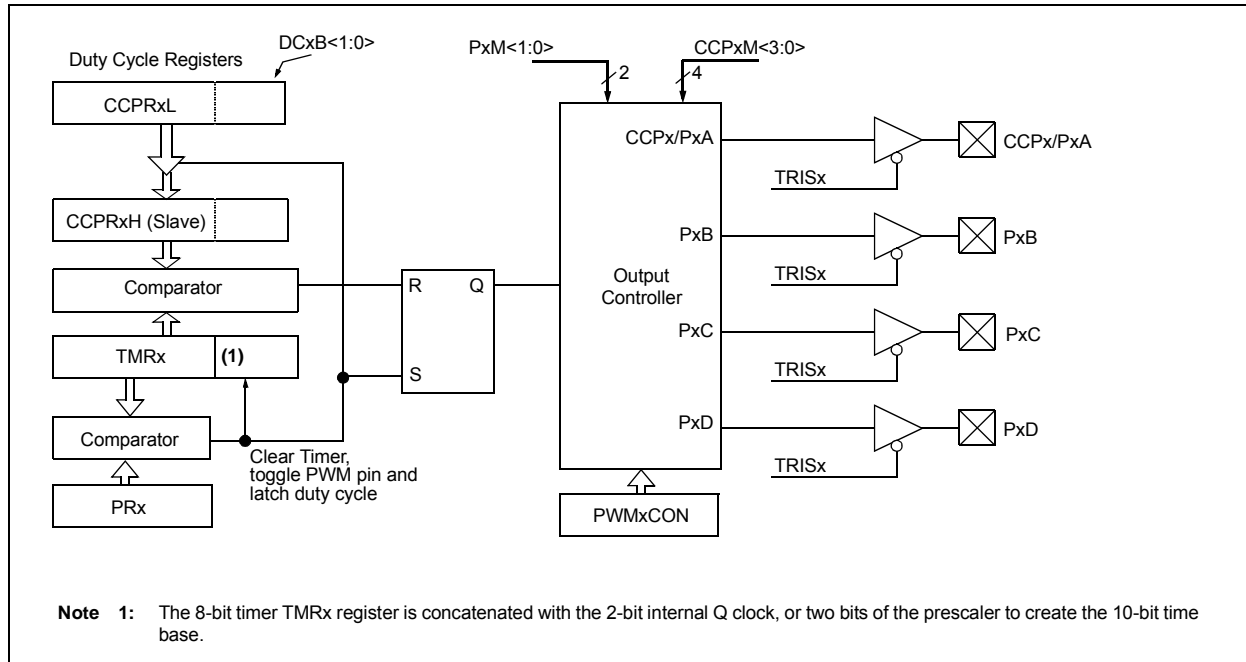 DCxB<1:0>
Duty Cycle Registers
CCPRxL
CCPRxH (Slave)
Comparator
TMRx
(1)
Comparator
PRx
Clear Timer,
toggle PWM pin and
latch duty cycle
R
Q
S
PxM<1:0>
2
CCPxM<3:0>
4
Output
Controller
CCPx/PxA
PxB
PxC
PxD
PWMxCON
TRISx
CCPx/PxA
TRISx
PxB
TRISx
PxC
TRISx
PxD
Note 1: The 8-bit timer TMRx register is concatenated with the 2-bit internal Q clock, or two bits of the prescaler to create the 10-bit time
base.